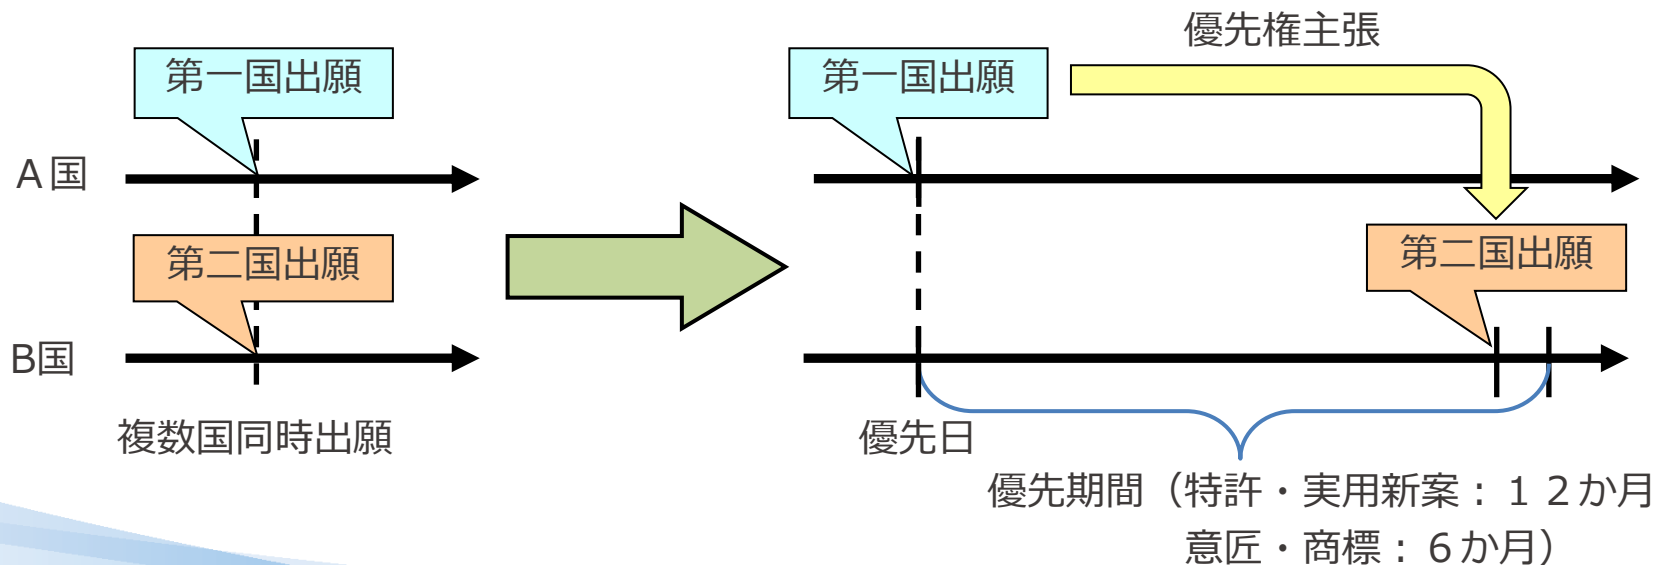 優先権主張
第一国出願
第一国出願
A国
第二国出願
第二国出願
B国
複数国同時出願
優先日
優先期間（特許・実用新案：１２か月
意匠・商標：６か月）